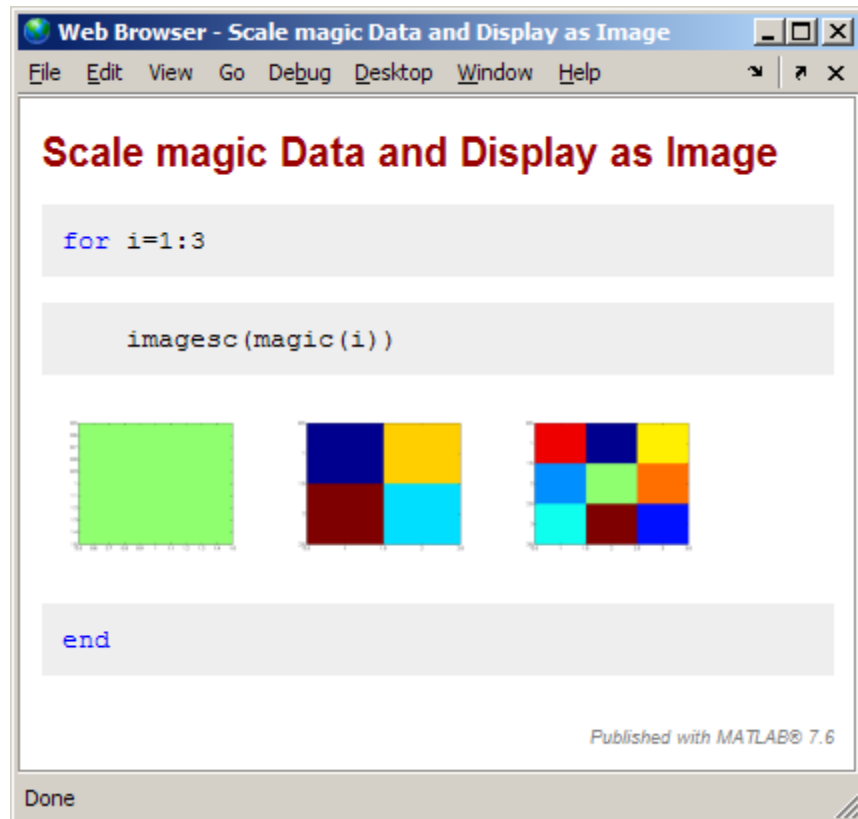 Web Browser - Scale magic Data and Display as Image
File Edit View Go Debug Desktop Window Help
Scale magic Data and Display as Image
for i=1:3
imagesc(magic(i))
end
Published with MATLAB® 7.6
Done